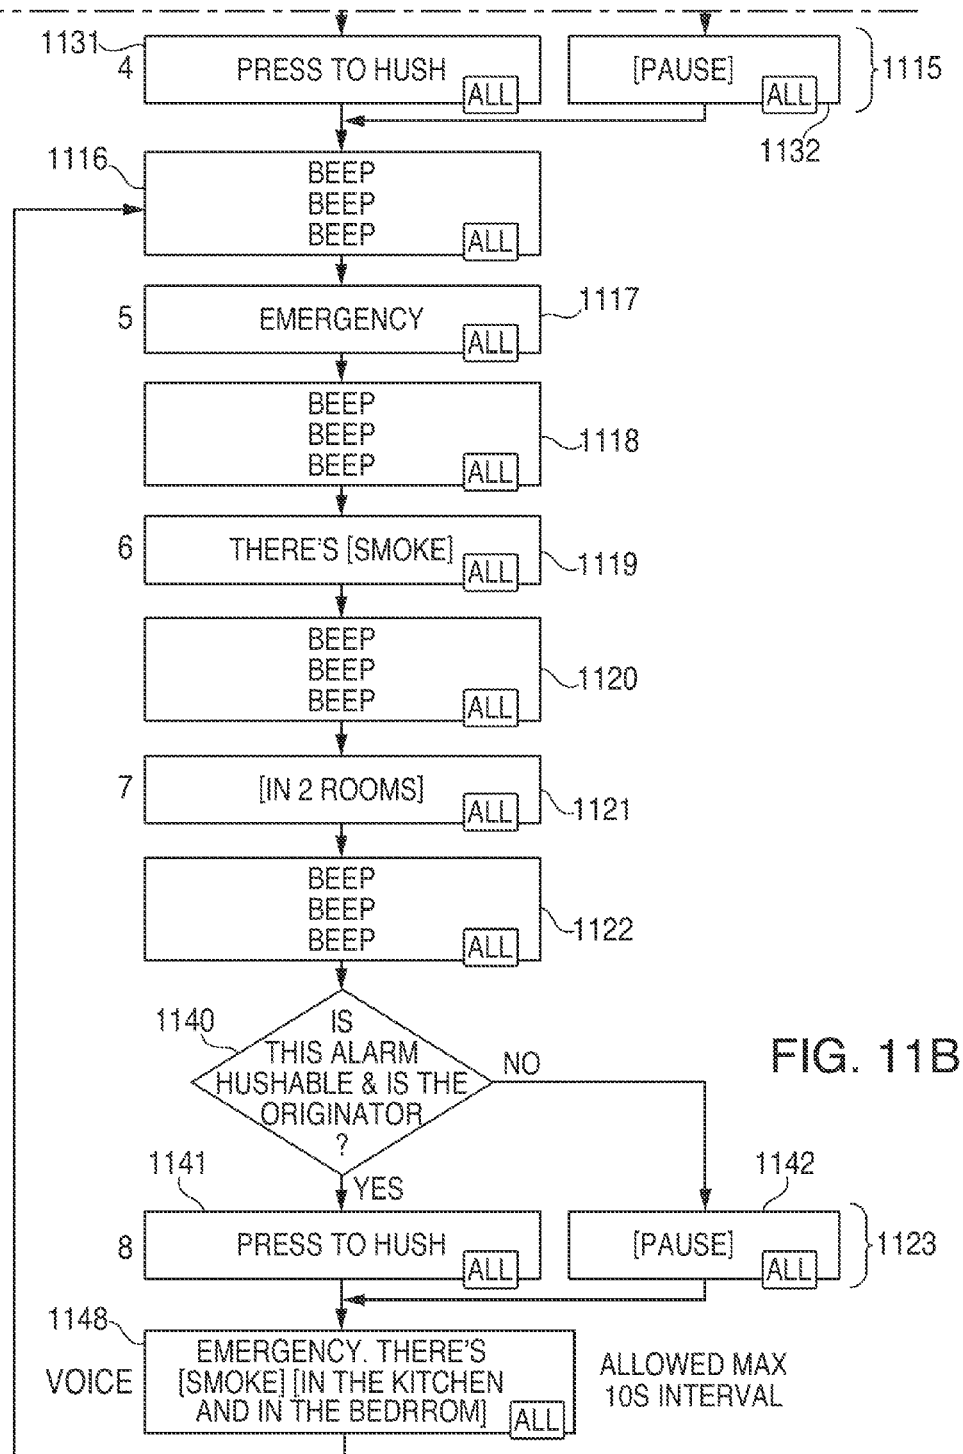 1131
4
PRESS TO HUSH
ALL
[PAUSE]
ALL
1115
1132
1116
BEEP
BEEP
BEEP
ALL
5
EMERGENCY
ALL
1117
BEEP
BEEP
BEEP
ALL
1118
6
THERE'S [SMOKE]
ALL
1119
BEEP
BEEP
BEEP
ALL
1120
7
[IN 2 ROOMS]
ALL
1121
BEEP
BEEP
BEEP
ALL
1122
1140
IS
THIS ALARM
HUSHABLE & IS THE
ORIGINATOR
?
NO
YES
FIG. 11B
1141
8
PRESS TO HUSH
ALL
1142
[PAUSE]
ALL
1123
1148
VOICE
EMERGENCY. THERE'S
[SMOKE] [IN THE KITCHEN
AND IN THE BEDRROM]
ALL
ALLOWED MAX
10S INTERVAL